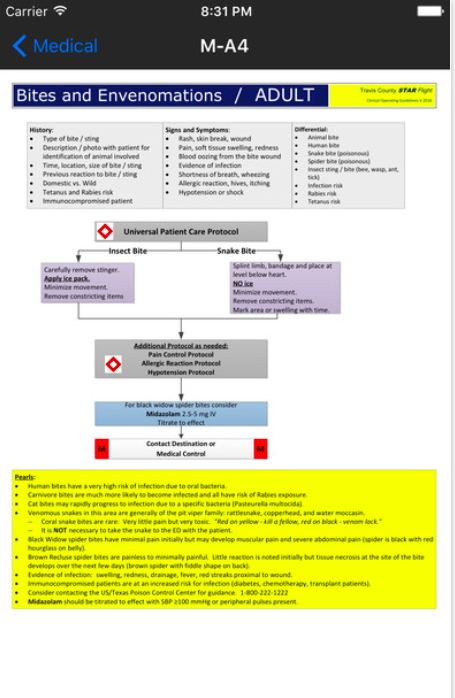 Carrier 8:31 PM
Medical M-A4
Bites and Envenomations / ADULT
Travis County STAR Flight
Clinical Operating Guidelines V 2016
History:
• Type of bite / sting
• Description / photo with patient for
identification of animal involved
• Time, location, size of bite / sting
• Previous reaction to bite / sting
• Domestic vs. Wild
• Tetanus and Rabies risk
• Immunocompromised patient
Signs and Symptoms:
• Rash, skin break, wound
• Pain, soft tissue swelling, redness
• Blood oozing from the bite wound
• Evidence of infection
• Shortness of breath, wheezing
• Allergic reaction, hives, itching
• Hypotension or shock
Differential:
• Animal bite
• Human bite
• Snake bite (poisonous)
• Spider bite (poisonous)
• Insect sting / bite (bee, wasp, ant,
tick)
• Infection risk
• Rabies risk
• Tetanus risk
Universal Patient Care Protocol
Insect Bite
Snake Bite
Carefully remove stinger.
Apply ice pack.
Minimize movement.
Remove constricting items
Splint limb, bandage and place at
level below heart.
NO ice
Minimize movement.
Remove constricting items.
Mark area or swelling with time.
Additional Protocol as needed:
Pain Control Protocol
Allergic Reaction Protocol
Hypotension Protocol
For black widow spider bites consider
Midazolam 2.5-5 mg IV
Titrate to effect
M
Contact Destination or
Medical Control
M
Pearls:
• Human bites have a very high risk of infection due to oral bacteria.
• Carnivore bites are much more likely to become infected and all have risk of Rabies exposure.
• Cat bites may rapidly progress to infection due to a specific bacteria (Pasteurella multocida).
• Venomous snakes in this area are generally of the pit viper family: rattlesnake, copperhead, and water moccasin.
– Coral snake bites are rare: Very little pain but very toxic. "Red on yellow - kill a fellow, red on black - venom lack."
– It is NOT necessary to take the snake to the ED with the patient.
• Black Widow spider bites have minimal pain initially but may develop muscular pain and severe abdominal pain (spider is black with red
hourglass on belly).
• Brown Recluse spider bites are painless to minimally painful. Little reaction is noted initially but tissue necrosis at the site of the bite
develops over the next few days (brown spider with fiddle shape on back).
• Evidence of infection: swelling, redness, drainage, fever, red streaks proximal to wound.
• Immunocompromised patients are at an increased risk for infection (diabetes, chemotherapy, transplant patients).
• Consider contacting the US/Texas Poison Control Center for guidance. 1-800-222-1222
• Midazolam should be titrated to effect with SBP ≥100 mmHg or peripheral pulses present.